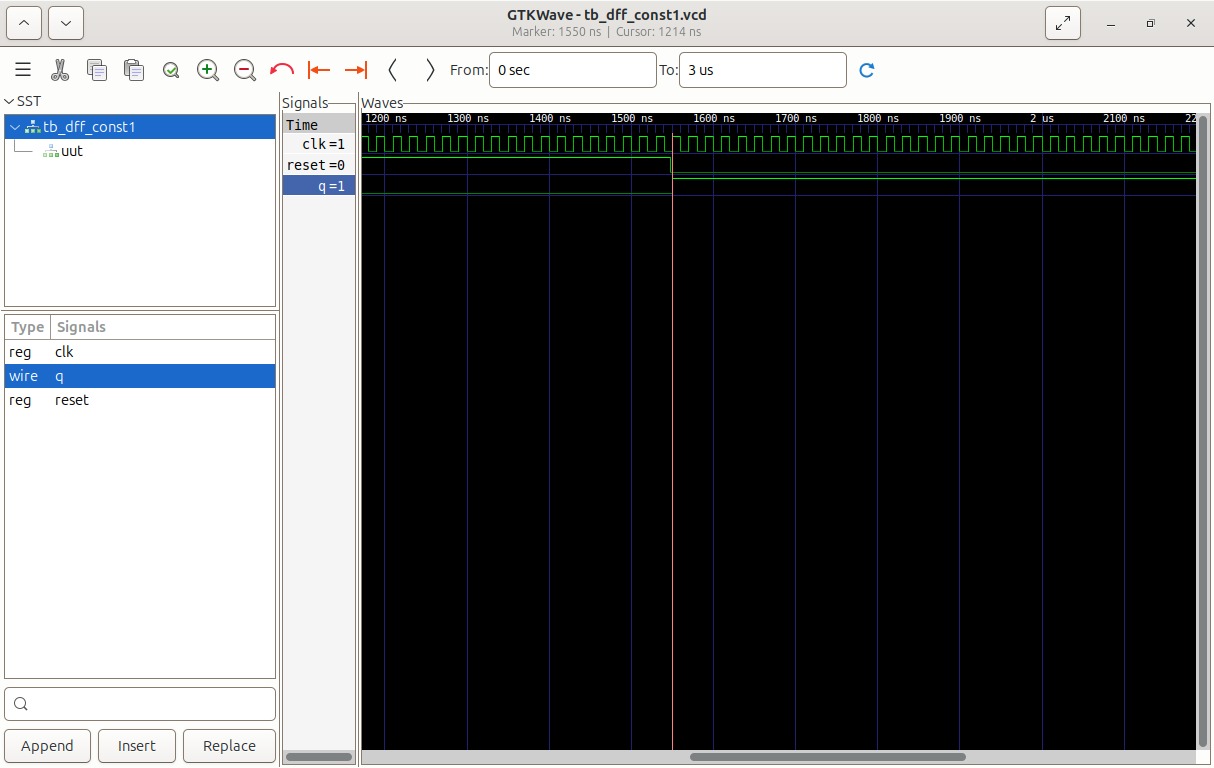 GTKWave - tb_dff_const1.vcd
Marker: 1550 ns | Cursor: 1214 ns
From: 0 sec To: 3 us
SST
tb_dff_const1
uut
Type Signals
reg clk
wire q
reg reset
Append Insert Replace
Signals
Time
clk =1
reset =0
q =1
Waves
1200 ns 1300 ns 1400 ns 1500 ns 1600 ns 1700 ns 1800 ns 1900 ns 2 us 2100 ns 22